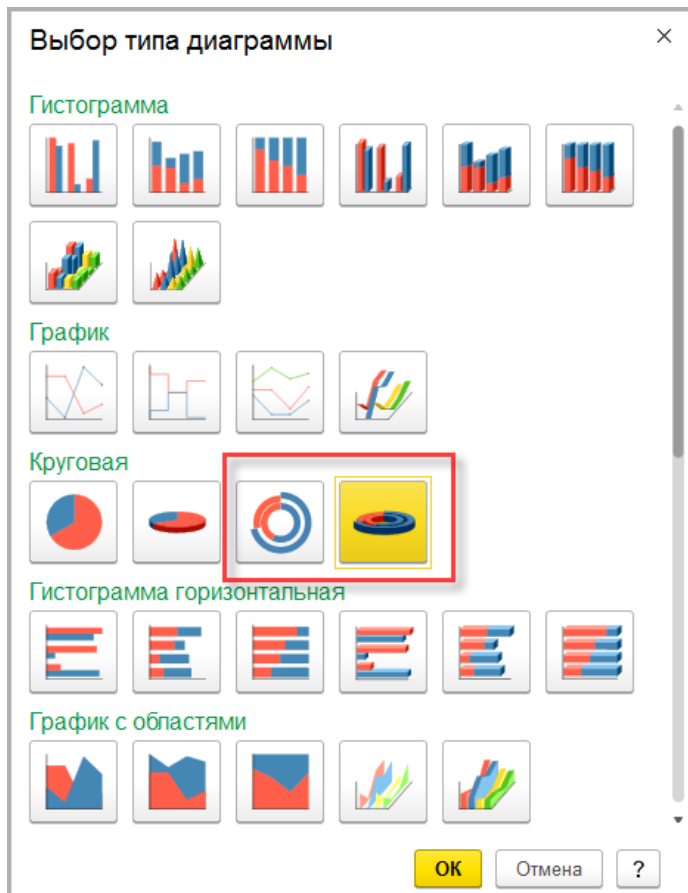 Выбор типа диаграммы
Гистограмма
График
Круговая
Гистограмма горизонтальная
График с областями
ОК
Отмена
?